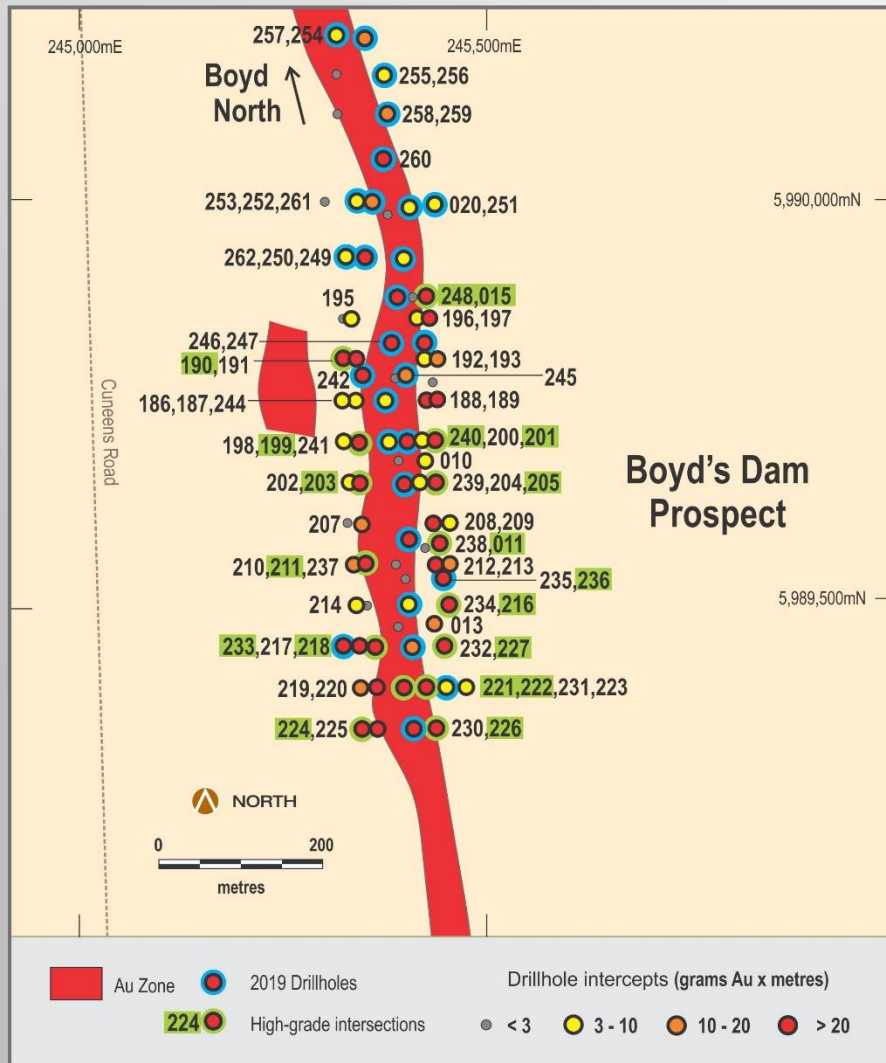 245,000mE
257,254
245,500mE
Boyd
North
255,256
258,259
260
253,252,261
020,251
5,990,000mN
262,250,249
195
248,015
196,197
246,247
190,191
192,193
242
245
186,187,244
188,189
Cuneens Road
198,199,241
240,200,201
010
202,203
239,204,205
Boyd's Dam
Prospect
207
208,209
238,011
210,211,237
212,213
235,236
214
234,216
5,989,500mN
013
233,217,218
232,227
219,220
221,222,231,223
224,225
230,226
NORTH
0
200
metres
Au Zone
2019 Drillholes
Drillhole intercepts (grams Au x metres)
224
High-grade intersections
< 3
3 - 10
10 - 20
> 20